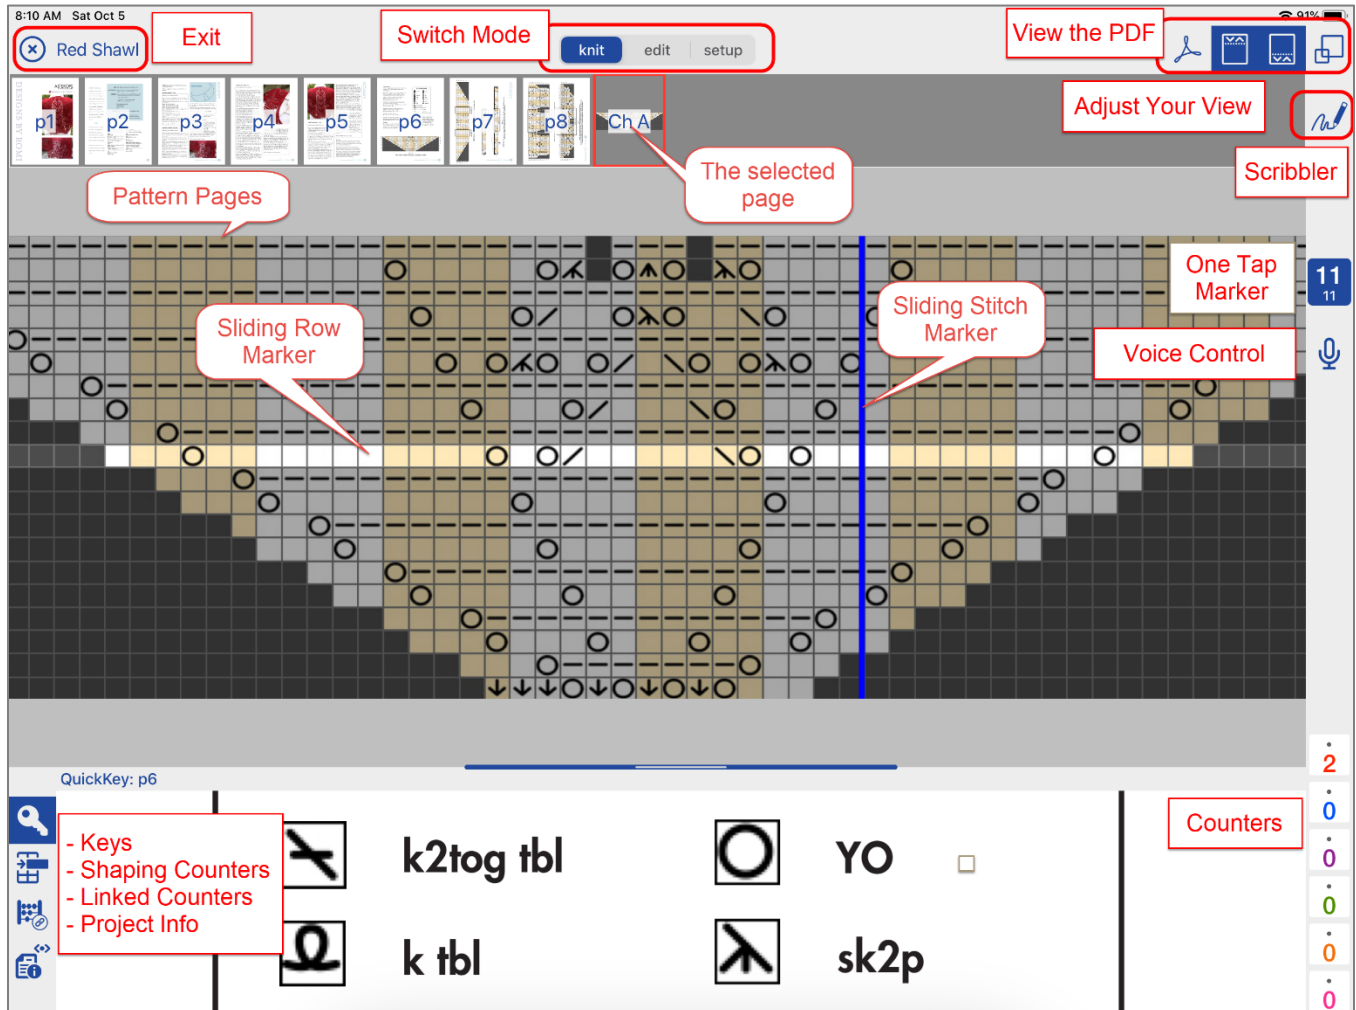 8:10 AM Sat Oct 5
91%
Red Shawl
Exit
Switch Mode
knit
edit
setup
View the PDF
Adjust Your View
Scribbler
p1
p2
p3
p4
p5
p6
p7
p8
Ch A
The selected
page
Pattern Pages
One Tap
Marker
11
11
Sliding Row
Marker
Sliding Stitch
Marker
Voice Control
QuickKey: p6
- Keys
- Shaping Counters
- Linked Counters
- Project Info
k2tog tbl
YO
k tbl
sk2p
Counters
2
0
0
0
0
0